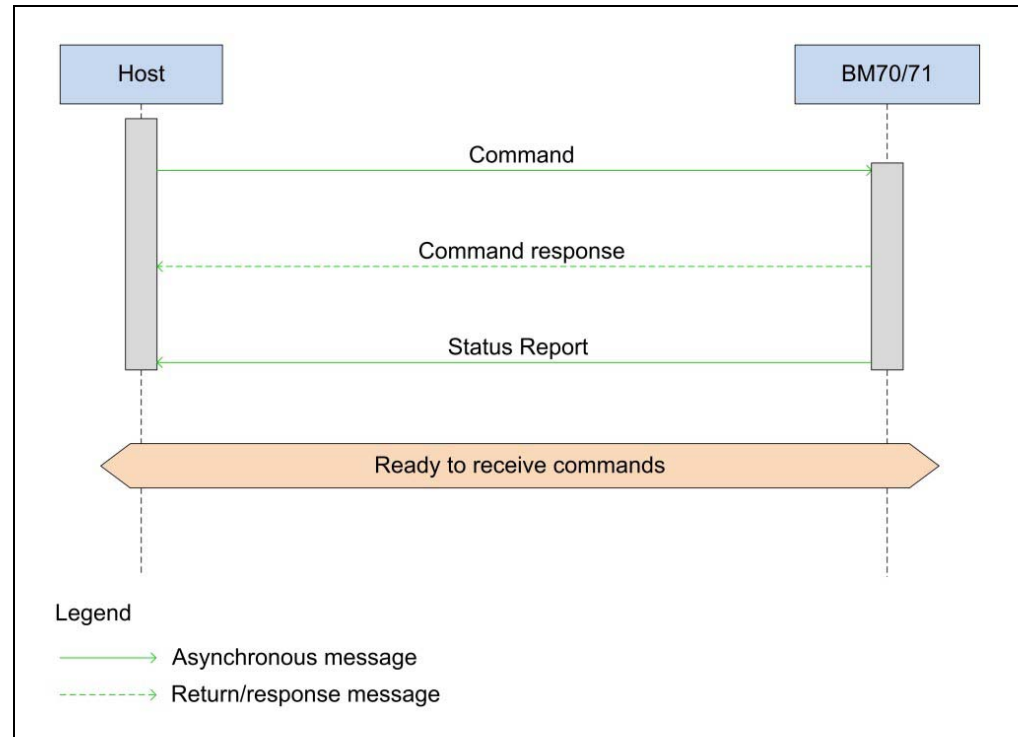 Host
BM70/71
Command
Command response
Status Report
Ready to receive commands
Legend
Asynchronous message
Return/response message